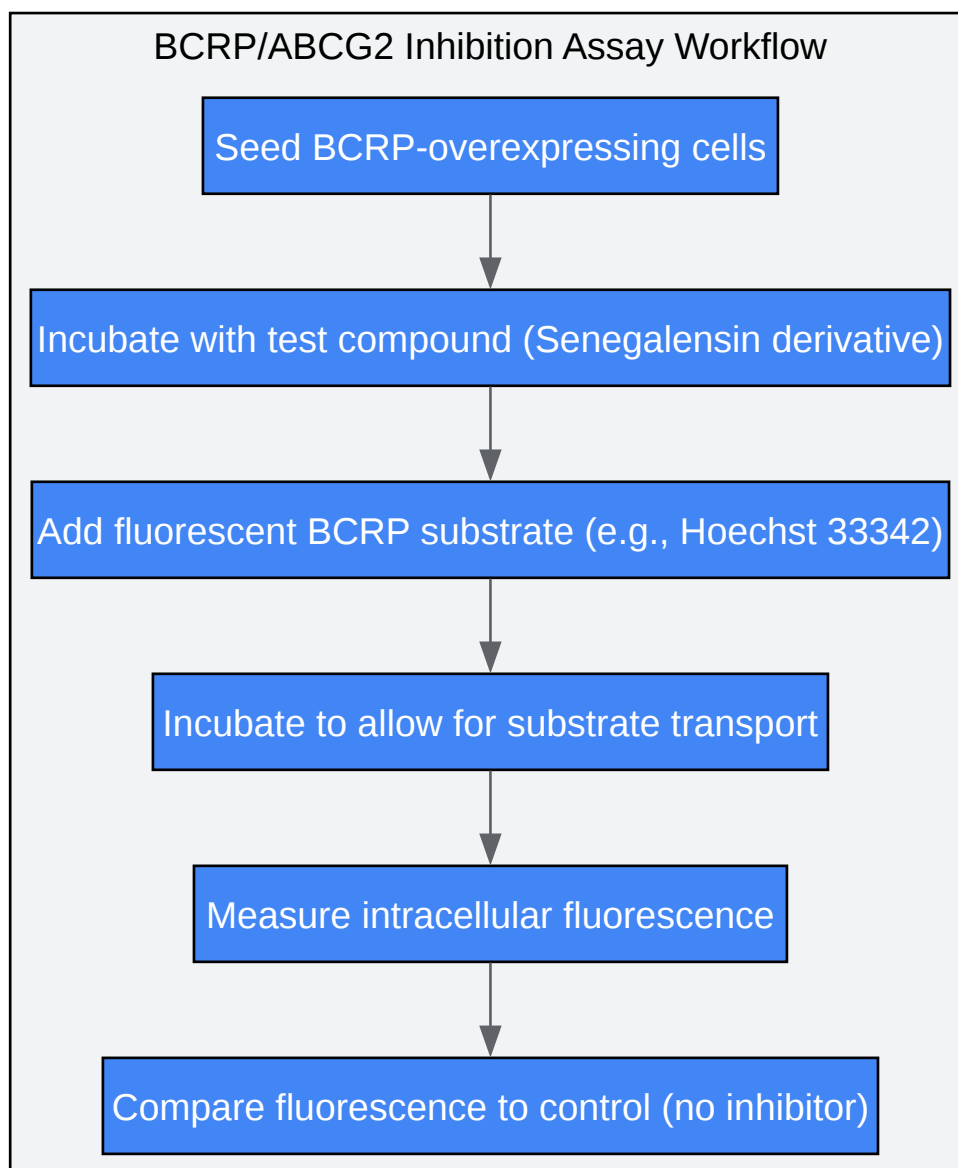 BCRP/ABCG2 Inhibition Assay Workflow
Seed BCRP-overexpressing cells
Incubate with test compound (Senegalensin derivative)
Add fluorescent BCRP substrate (e.g., Hoechst 33342)
Incubate to allow for substrate transport
Measure intracellular fluorescence
Compare fluorescence to control (no inhibitor)